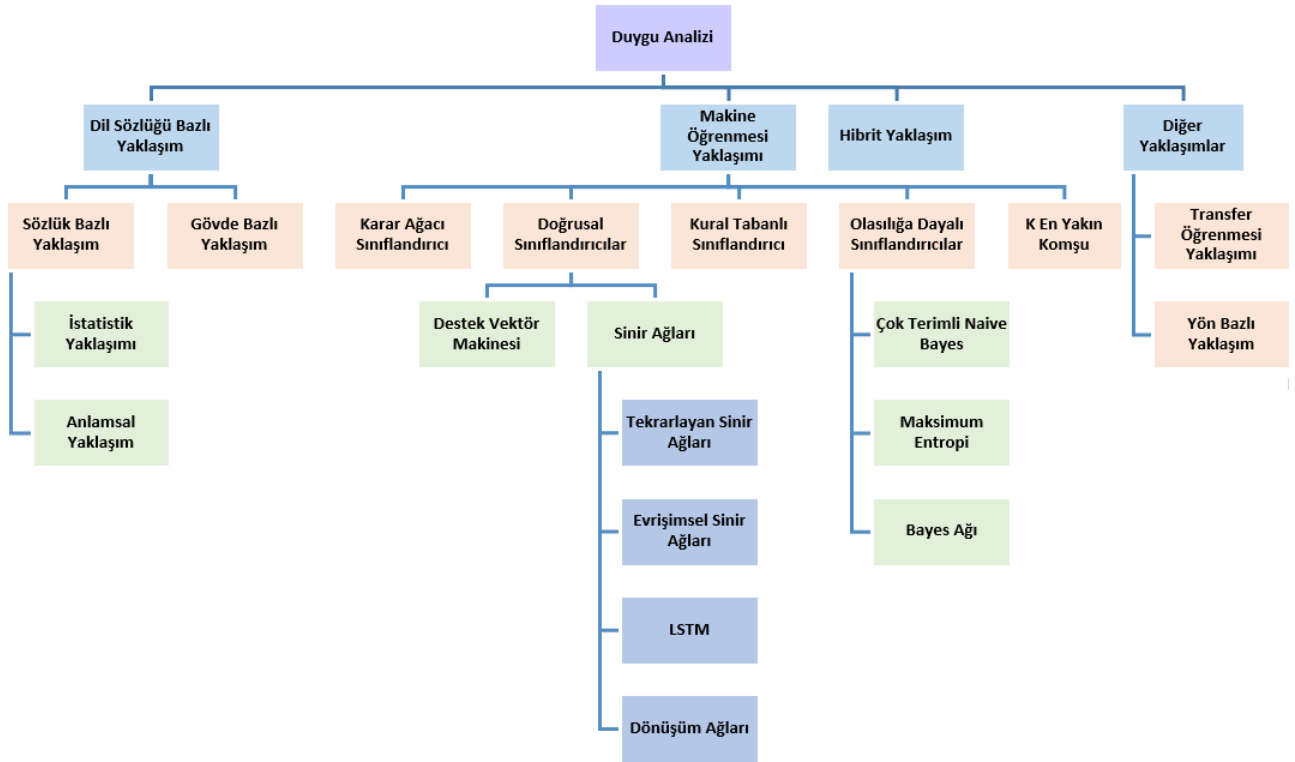 Duygu Analizi
Dil Sözlüğü Bazlı
Yaklaşım
Makine
Öğrenmesi
Yaklaşımı
Hibrit Yaklaşım
Diğer
Yaklaşımlar
Sözlük Bazlı
Yaklaşım
Gövde Bazlı
Yaklaşım
Karar Ağacı
Sınıflandırıcı
Doğrusal
Sınıflandırıcılar
Kural Tabanlı
Sınıflandırıcı
Olasılığa Dayalı
Sınıflandırıcılar
K En Yakın
Komşu
Transfer
Öğrenmesi
Yaklaşımı
İstatistik
Yaklaşımı
Destek Vektör
Makinesi
Sinir Ağları
Çok Terimli Naive
Bayes
Yön Bazlı
Yaklaşım
Anlamsal
Yaklaşım
Tekrarlayan Sinir
Ağları
Maksimum
Entropi
Evrişimsel Sinir
Ağları
Bayes Ağı
LSTM
Dönüşüm Ağları